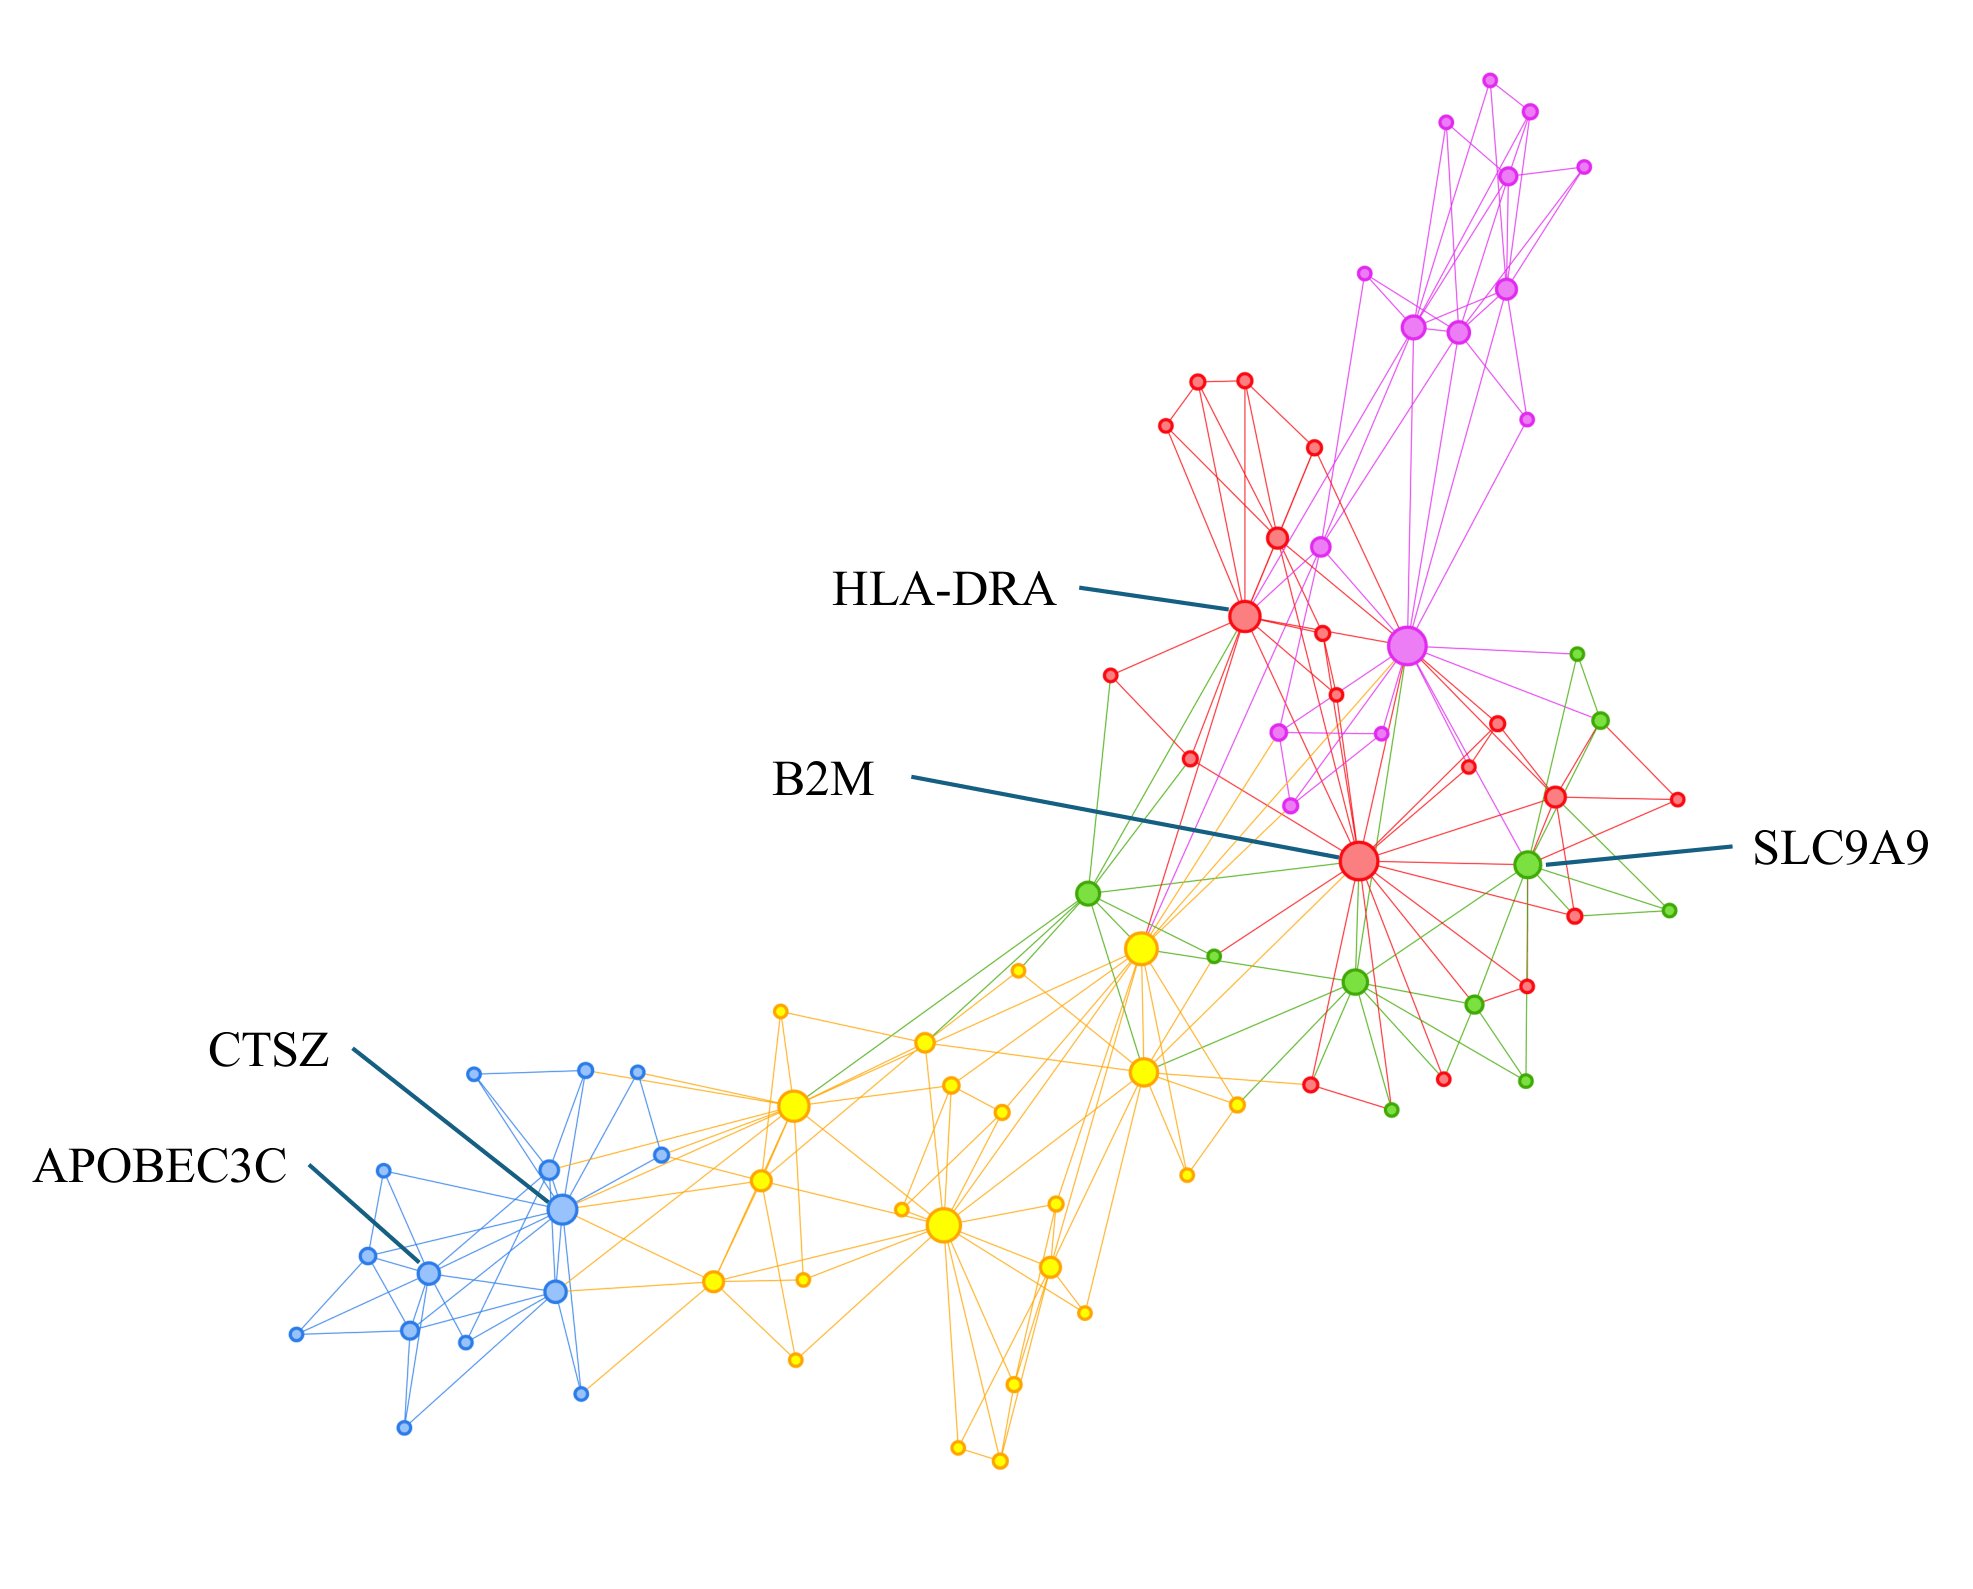 HLA-DRA
B2M
SLC9A9
CTSZ
APOBEC3C